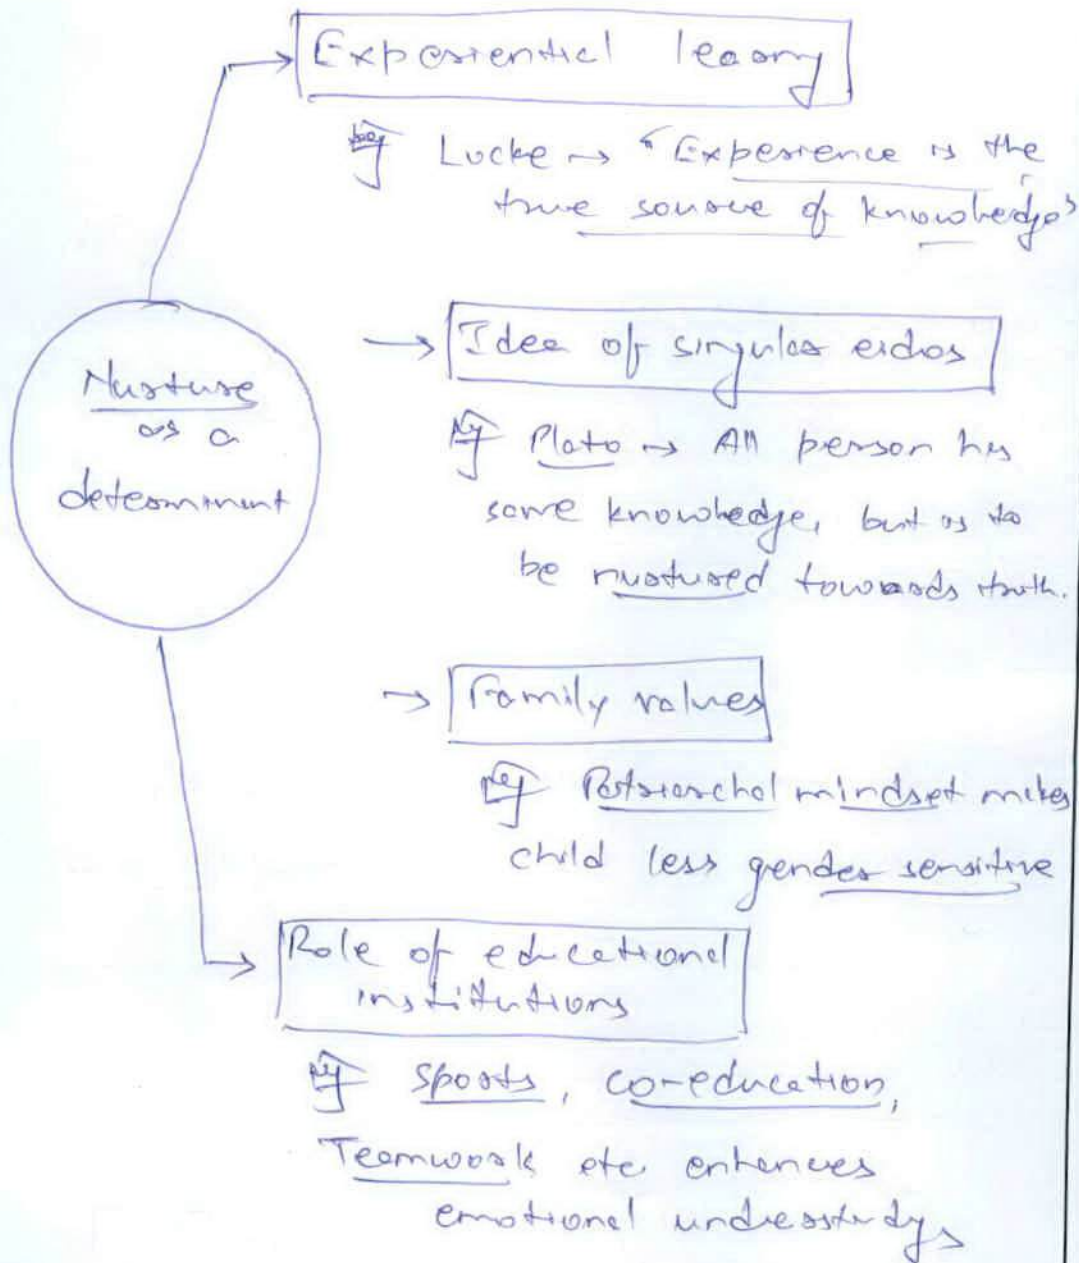 Experiential learning
eg Locke → "Experience is the
true source of knowledge"
Nurture
as a
determinant
→ Idea of singular eidos
eg Plato → All person has
some knowledge, but is to
be nurtured towards truth.
→ Family values
eg Patriarchal mindset makes
child less gender sensitive
Role of educational
institutions
eg sports, co-education,
Teamwork etc enhances
emotional understandings